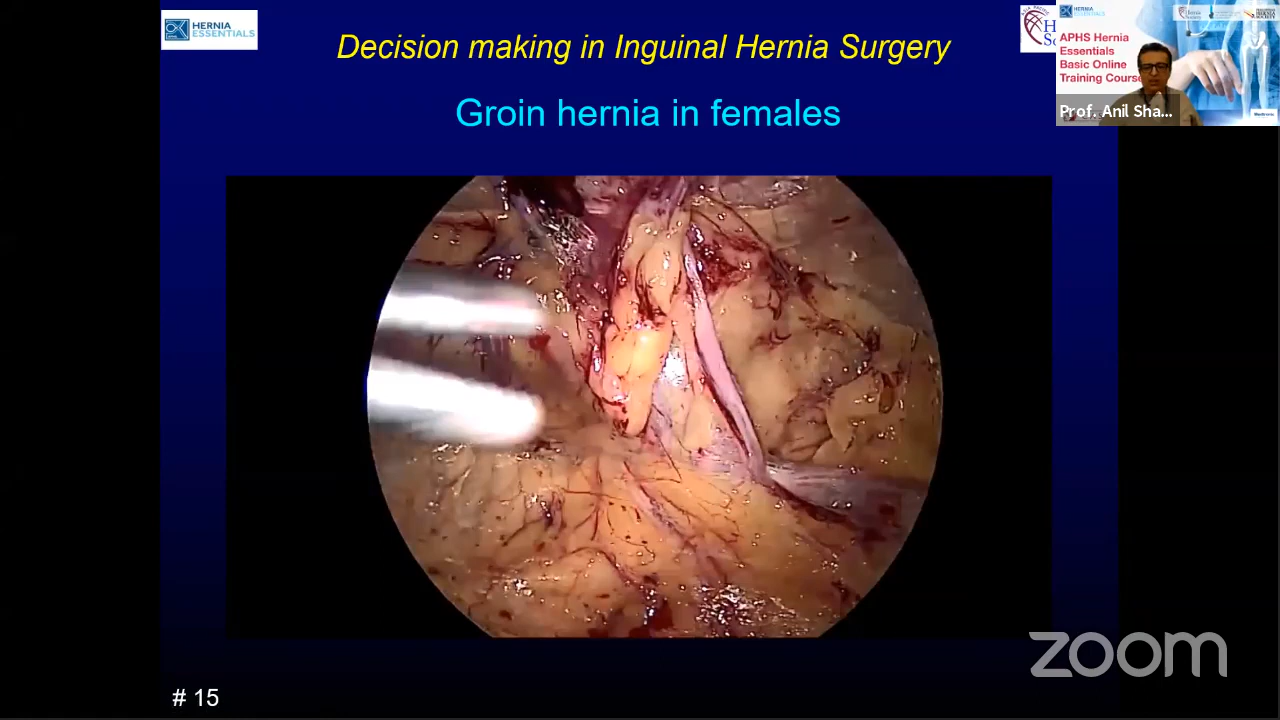 HERNIA
ESSENTIALS
Decision making in Inguinal Hernia Surgery
Groin hernia in females
HERNIA
APHS Hernia
Essentials
Basic Online
Training Course
Prof. Anil Sha...
zoom
# 15